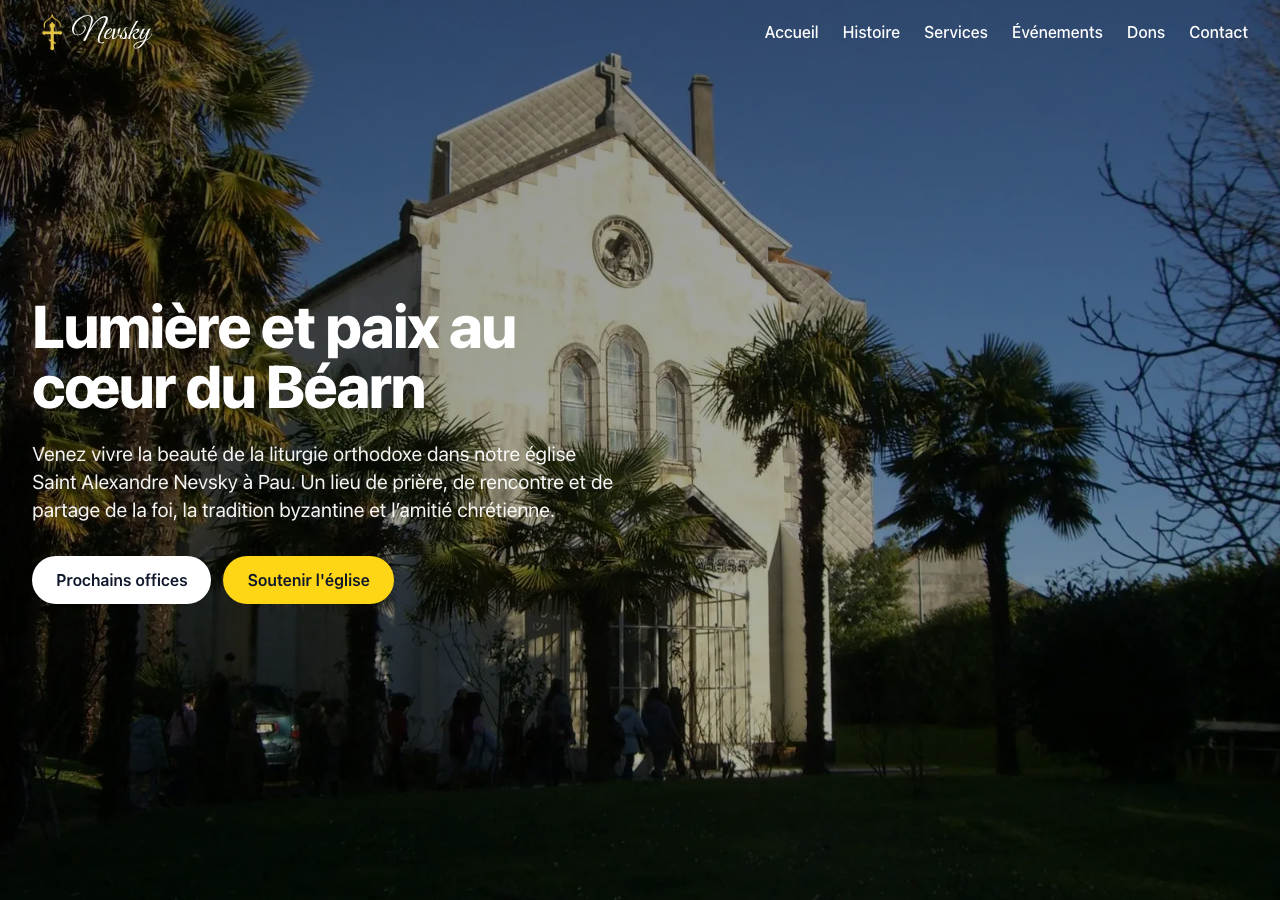 Nevsky
Accueil Histoire Services Événements Dons Contact
Lumière et paix au
cœur du Béarn
Venez vivre la beauté de la liturgie orthodoxe dans notre église
Saint Alexandre Nevsky à Pau. Un lieu de prière, de rencontre et de
partage de la foi, la tradition byzantine et l’amitié chrétienne.
Prochains offices Soutenir l'église